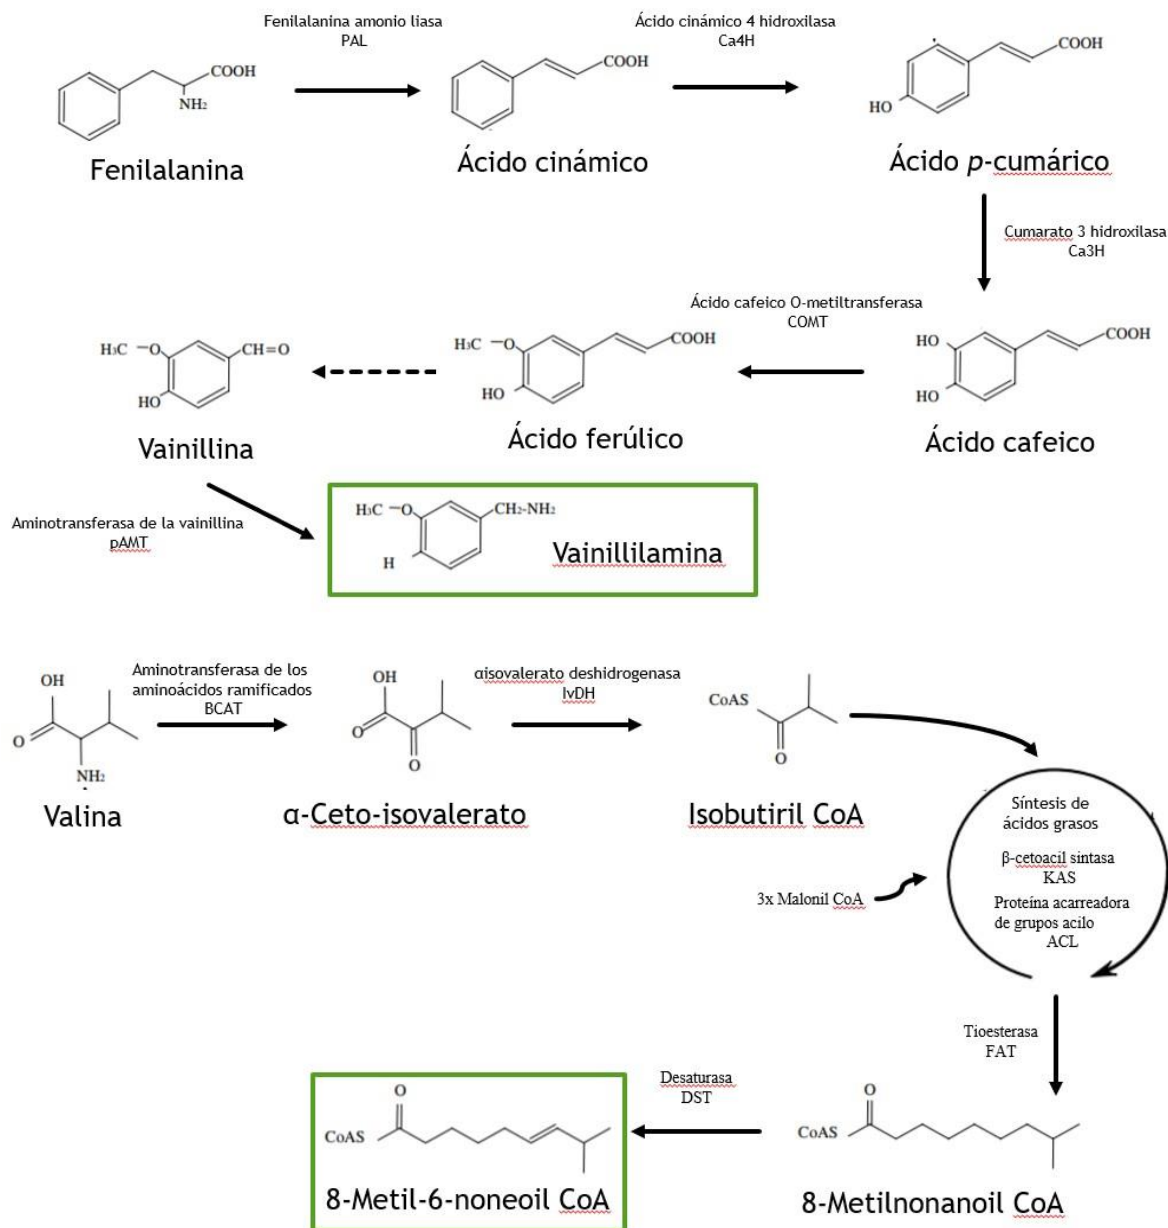 Fenilalanina amonio liasa
PAL
Ácido cinámico 4 hidroxilasa
Ca4H
COOH
NH₂
COOH
COOH
HO
Fenilalanina
Ácido cinámico
Ácido p-cumárico
Cumarato 3 hidroxilasa
Ca3H
Ácido cafeico O-metiltransferasa
COMT
H₃C
O
CH=O
HO
H₃C
O
COOH
HO
HO
COOH
HO
Vainillina
Ácido ferúlico
Ácido cafeico
Aminotransferasa de la vainillina
pAMT
H₃C
O
CH₂-NH₂
H
Vainillilamina
Aminotransferasa de los
aminoácidos ramificados
BCAT
αisovalerato deshidrogenasa
IvDH
OH
O
NH₂
OH
O
O
CoAS
O
Valina
α-Ceto-isovalerato
Isobutiril CoA
Síntesis de
ácidos grasos
β-cetoacil sintasa
KAS
Proteína acarreadora
de grupos acilo
ACL
3x Malonil CoA
Tioesterasa
FAT
Desaturasa
DST
O
CoAS
O
CoAS
8-Metil-6-noneoil CoA
8-Metilnonanoil CoA